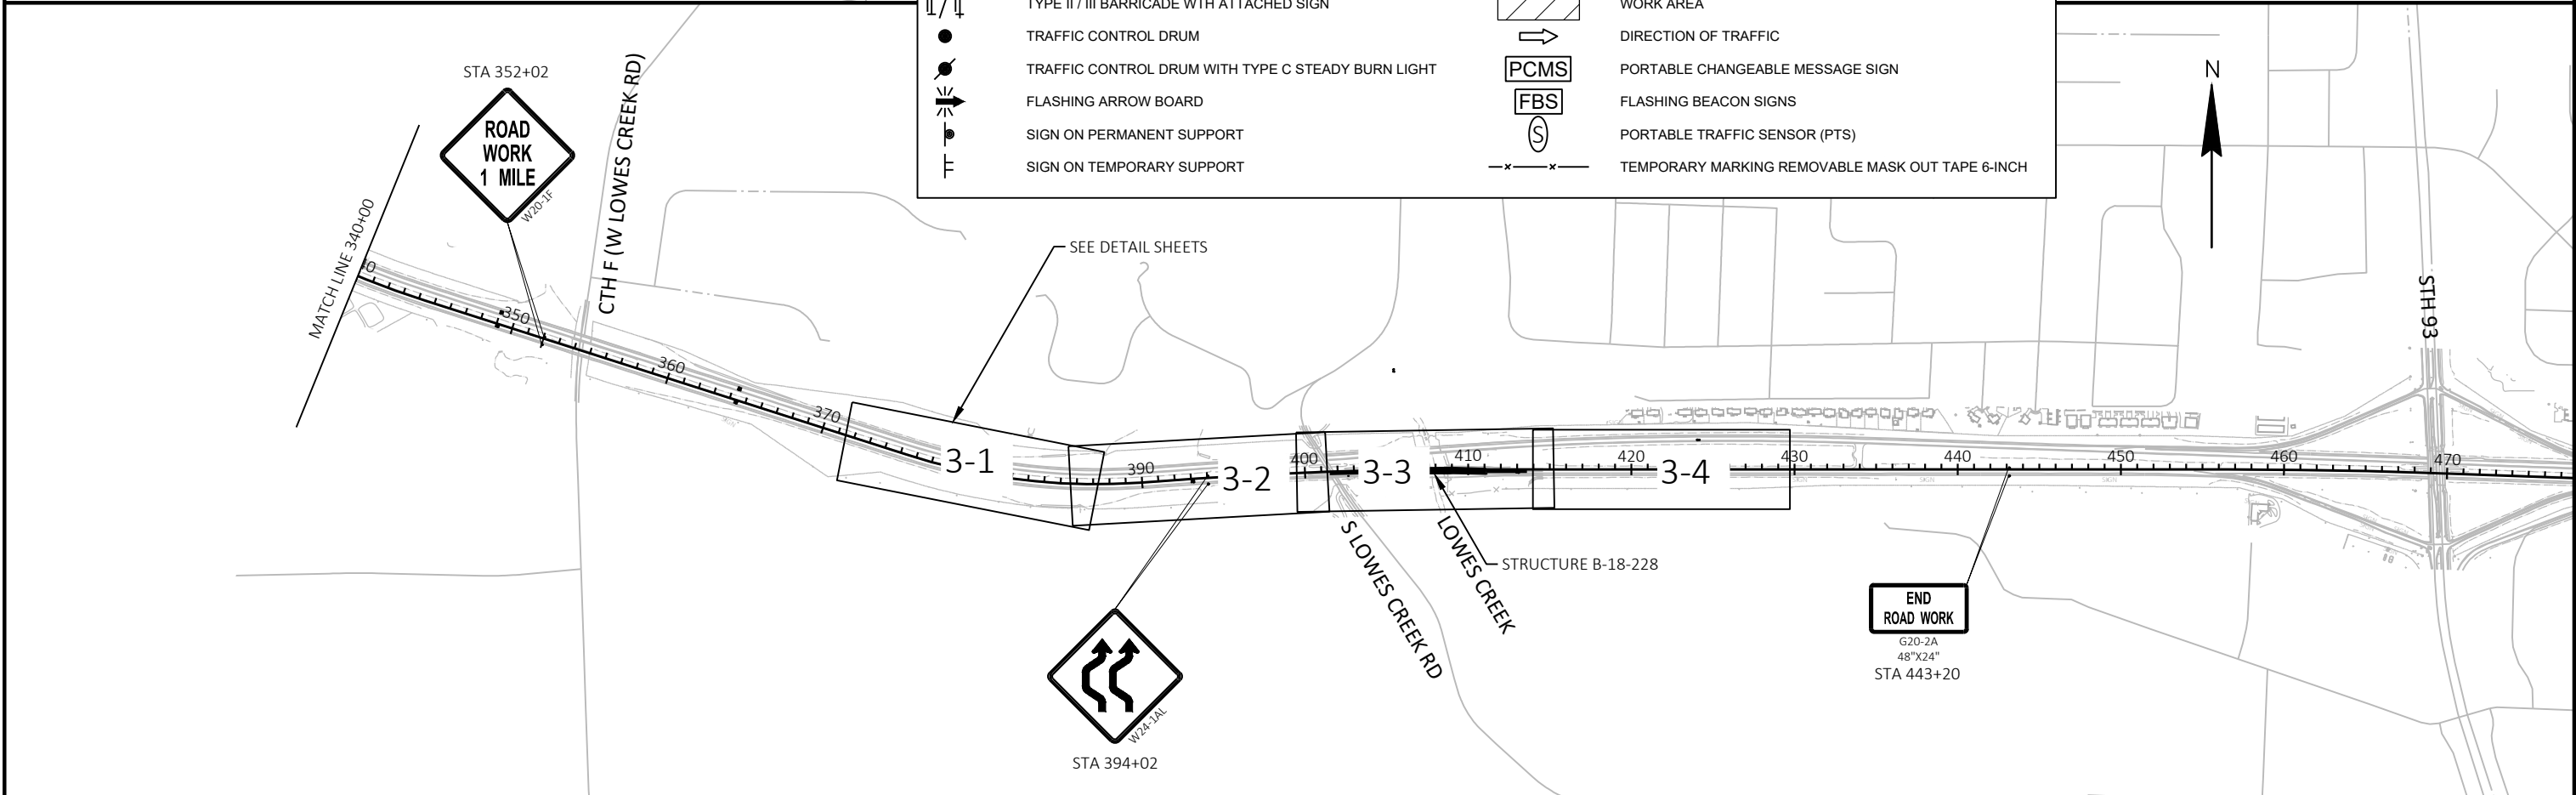 TYPE II / III BARRICADE WTH ATTACHED SIGN
WORK AREA
TRAFFIC CONTROL DRUM
DIRECTION OF TRAFFIC
TRAFFIC CONTROL DRUM WITH TYPE C STEADY BURN LIGHT
PCMS
PORTABLE CHANGEABLE MESSAGE SIGN
FLASHING ARROW BOARD
FBS
FLASHING BEACON SIGNS
SIGN ON PERMANENT SUPPORT
S
PORTABLE TRAFFIC SENSOR (PTS)
SIGN ON TEMPORARY SUPPORT
TEMPORARY MARKING REMOVABLE MASK OUT TAPE 6-INCH
N
STA 352+02
ROAD
WORK
1 MILE
W20-1F
CTH F (W LOWES CREEK RD)
MATCH LINE 340+00
SEE DETAIL SHEETS
STH 93
350
360
370
390
400
410
420
430
440
450
460
470
3-1
3-2
3-3
3-4
SIGN
SIGN
SIGN
SIGN
S LOWES CREEK RD
LOWES CREEK
STRUCTURE B-18-228
W24-1AL
STA 394+02
END
ROAD WORK
G20-2A
48"X24"
STA 443+20